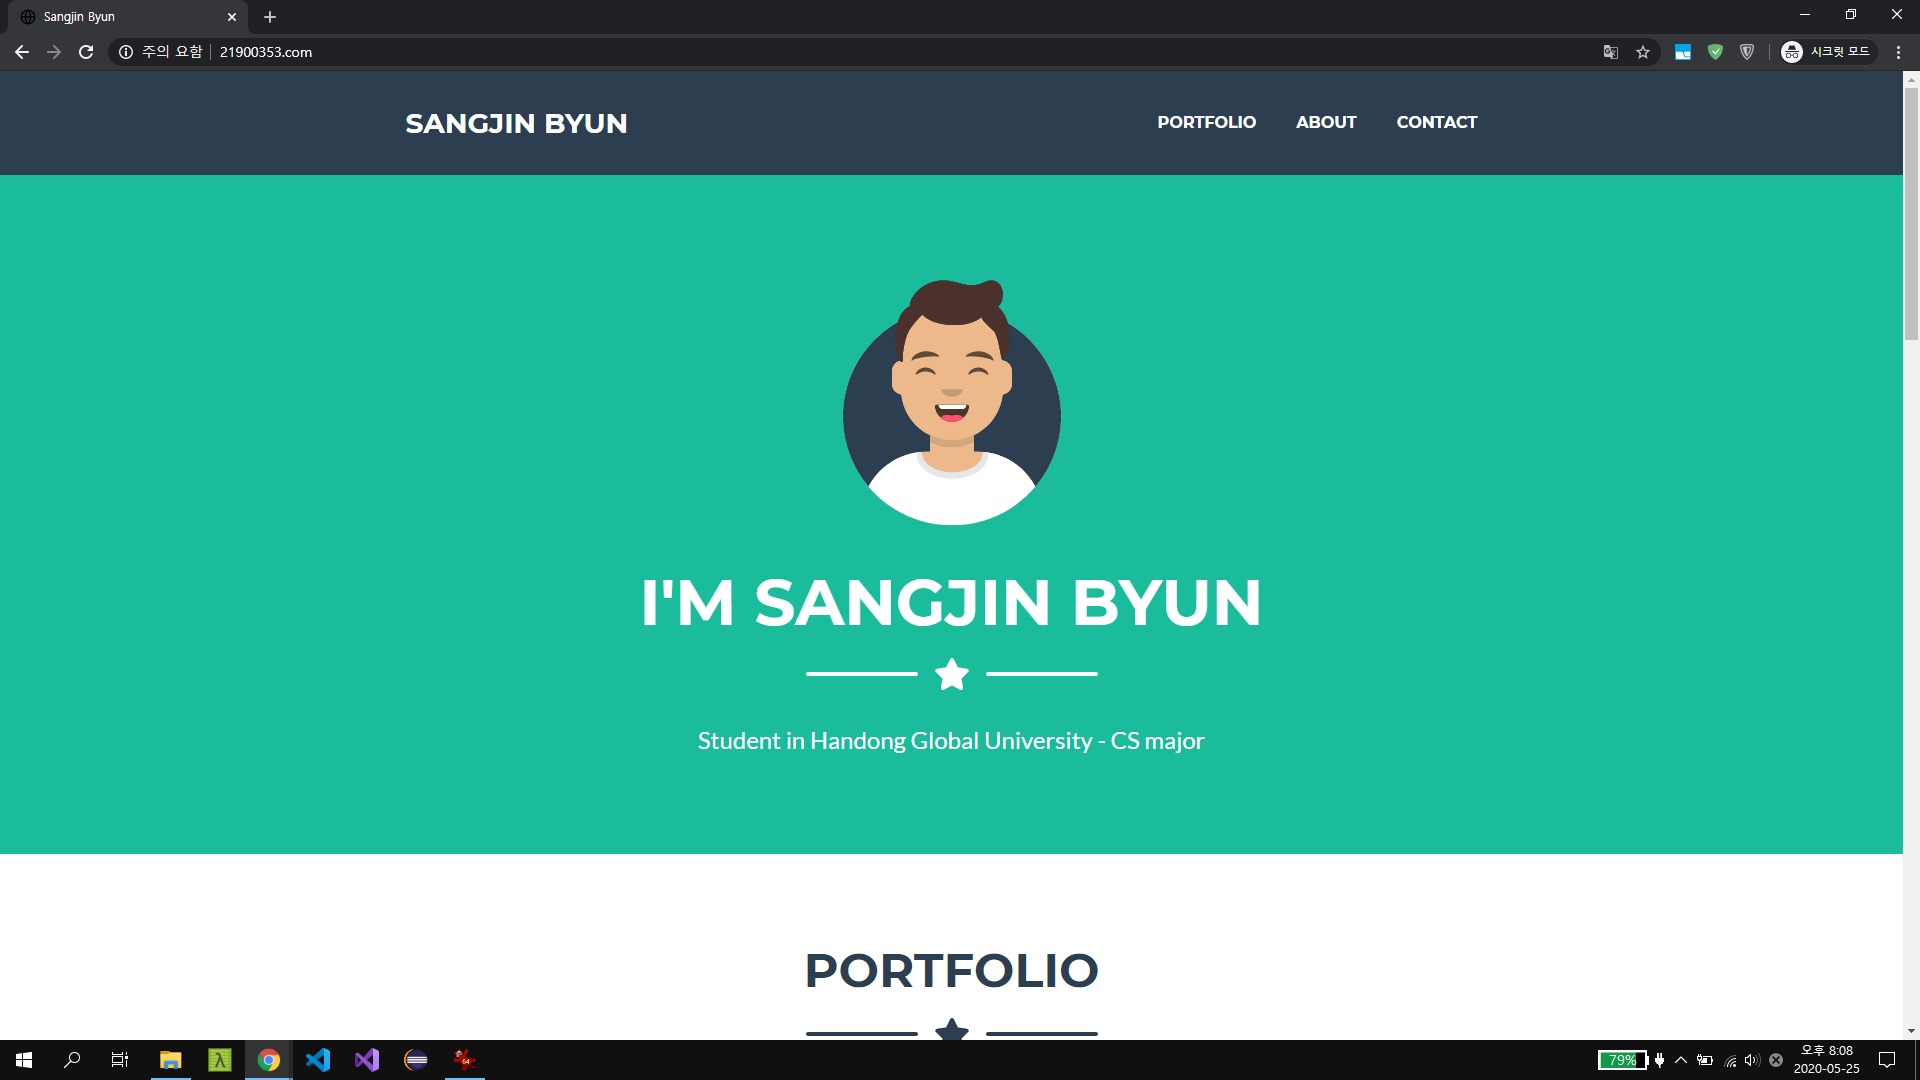 Sangjin Byun
주의 요함
21900353.com
시크릿 모드
SANGJIN BYUN
PORTFOLIO ABOUT CONTACT
I'M SANGJIN BYUN
Student in Handong Global University - CS major
PORTFOLIO
λ
64
79%
오후 8:08
2020-05-25